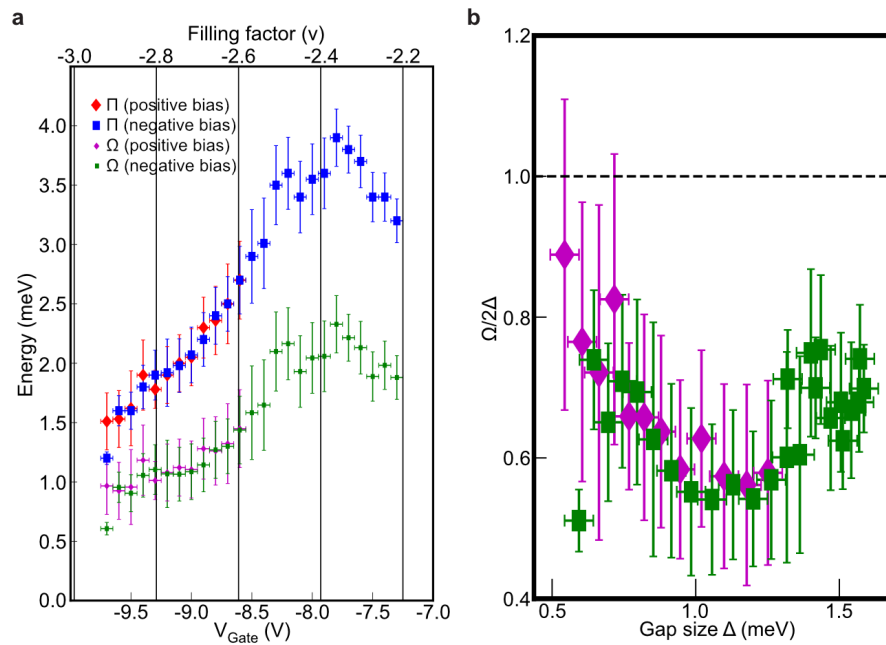 a
Filling factor (v)
-3.0 -2.8 -2.6 -2.4 -2.2
Π (positive bias)
Π (negative bias)
Ω (positive bias)
Ω (negative bias)
4.0
3.5
3.0
2.5
2.0
1.5
1.0
0.5
0.0
Energy (meV)
-9.5 -9.0 -8.5 -8.0 -7.5 -7.0
V_Gate (V)
b
1.2
1.0
0.8
0.6
0.4
Ω/2Δ
0.5 1.0 1.5
Gap size Δ (meV)